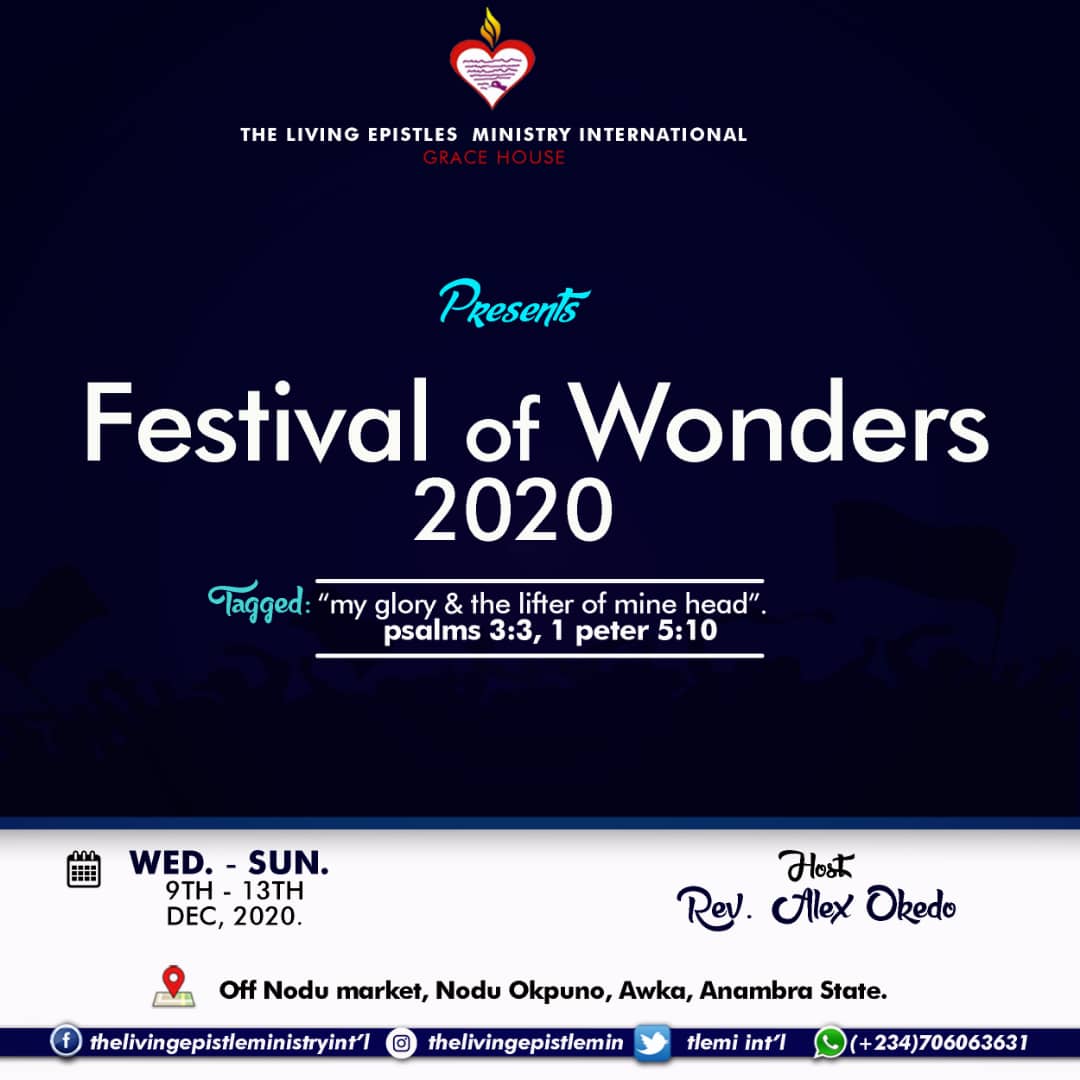 THE LIVING EPISTLES MINISTRY INTERNATIONAL
GRACE HOUSE
Presents
Festival of Wonders
2020
Tagged: “my glory & the lifter of mine head”.
psalms 3:3, 1 peter 5:10
WED. - SUN.
9TH - 13TH
DEC, 2020.
Host
Rev. Alex Okedo
Off Nodu market, Nodu Okpuno, Awka, Anambra State.
thelivingepistleministryint’l thelivingepistlemin tlemi int’l (+234)706063631